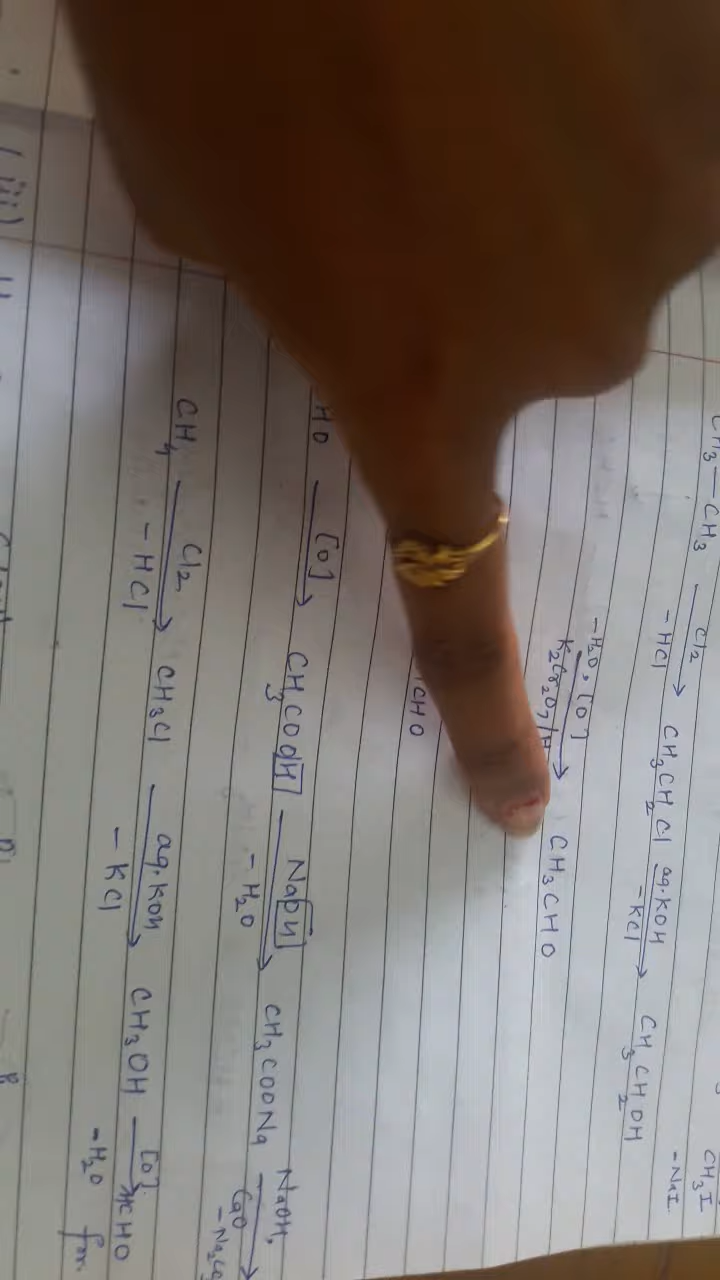 CH₃I
CH₃—CH₃ —Cl₂→ CH₃CH₂Cl aq.KOH→ CH₃CH₂OH
-NaI
-HCl -KCl
-H₂O, [O]
K₂Cr₂O₇/H → CH₃CHO
CHO
HO —[O]→ CH₃COOH —NaOH→ CH₃COONa —NaOH, CaO→
-H₂O
CH₄ —Cl₂→ CH₃Cl —aq.KOH→ CH₃OH —[O]→ HCHO
-HCl -KCl -H₂O for.
(iii)